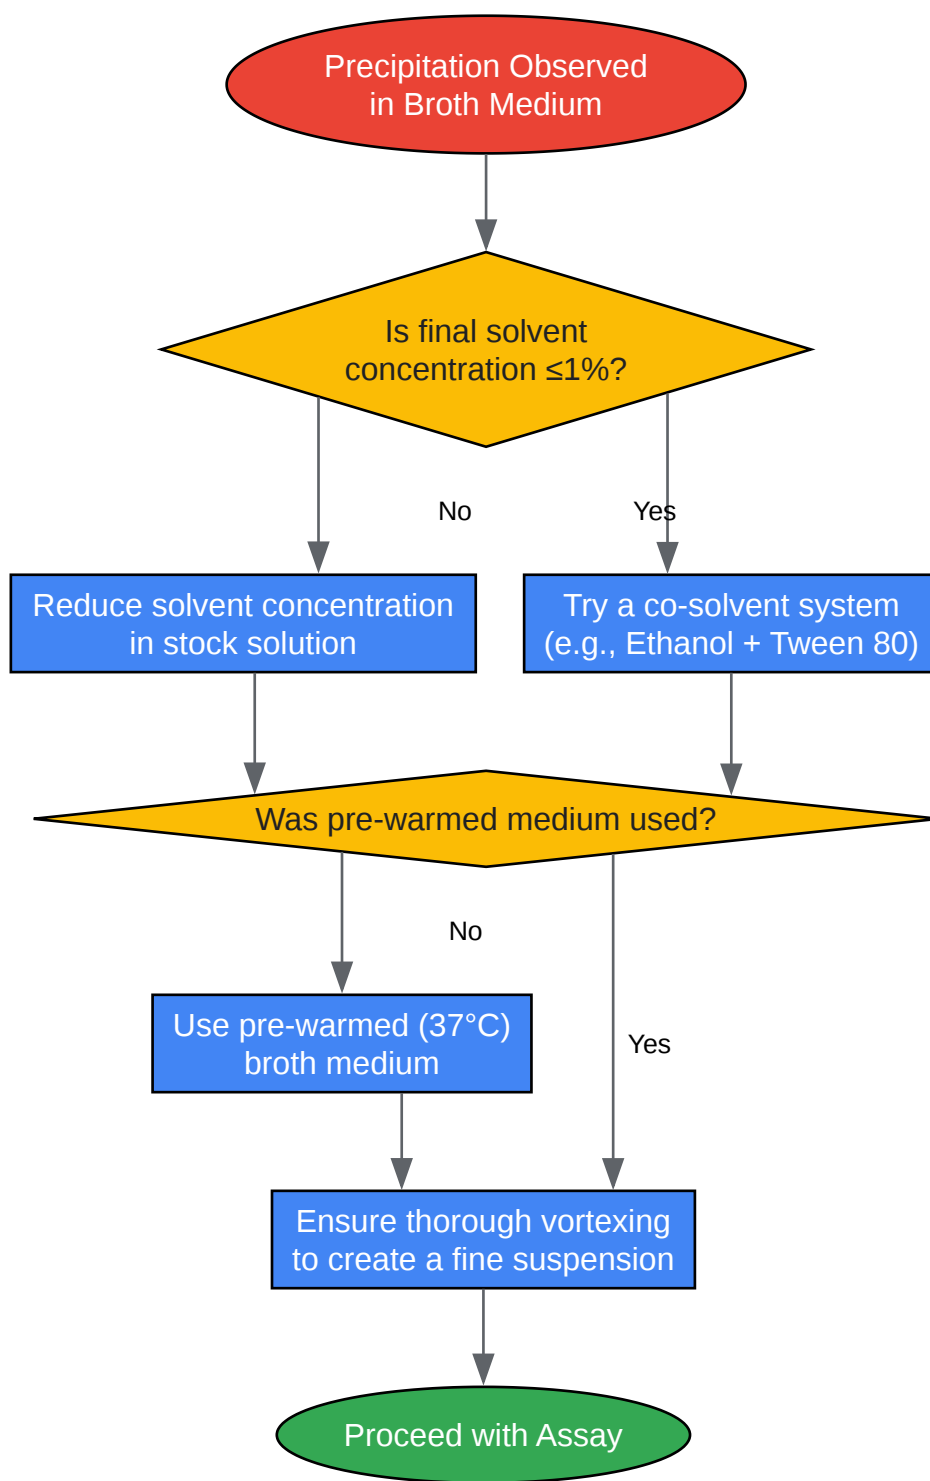 Precipitation Observed
in Broth Medium
Is final solvent
concentration ≤1%?
No
Yes
Reduce solvent concentration
in stock solution
Try a co-solvent system
(e.g., Ethanol + Tween 80)
Was pre-warmed medium used?
No
Use pre-warmed (37°C)
broth medium
Yes
Ensure thorough vortexing
to create a fine suspension
Proceed with Assay